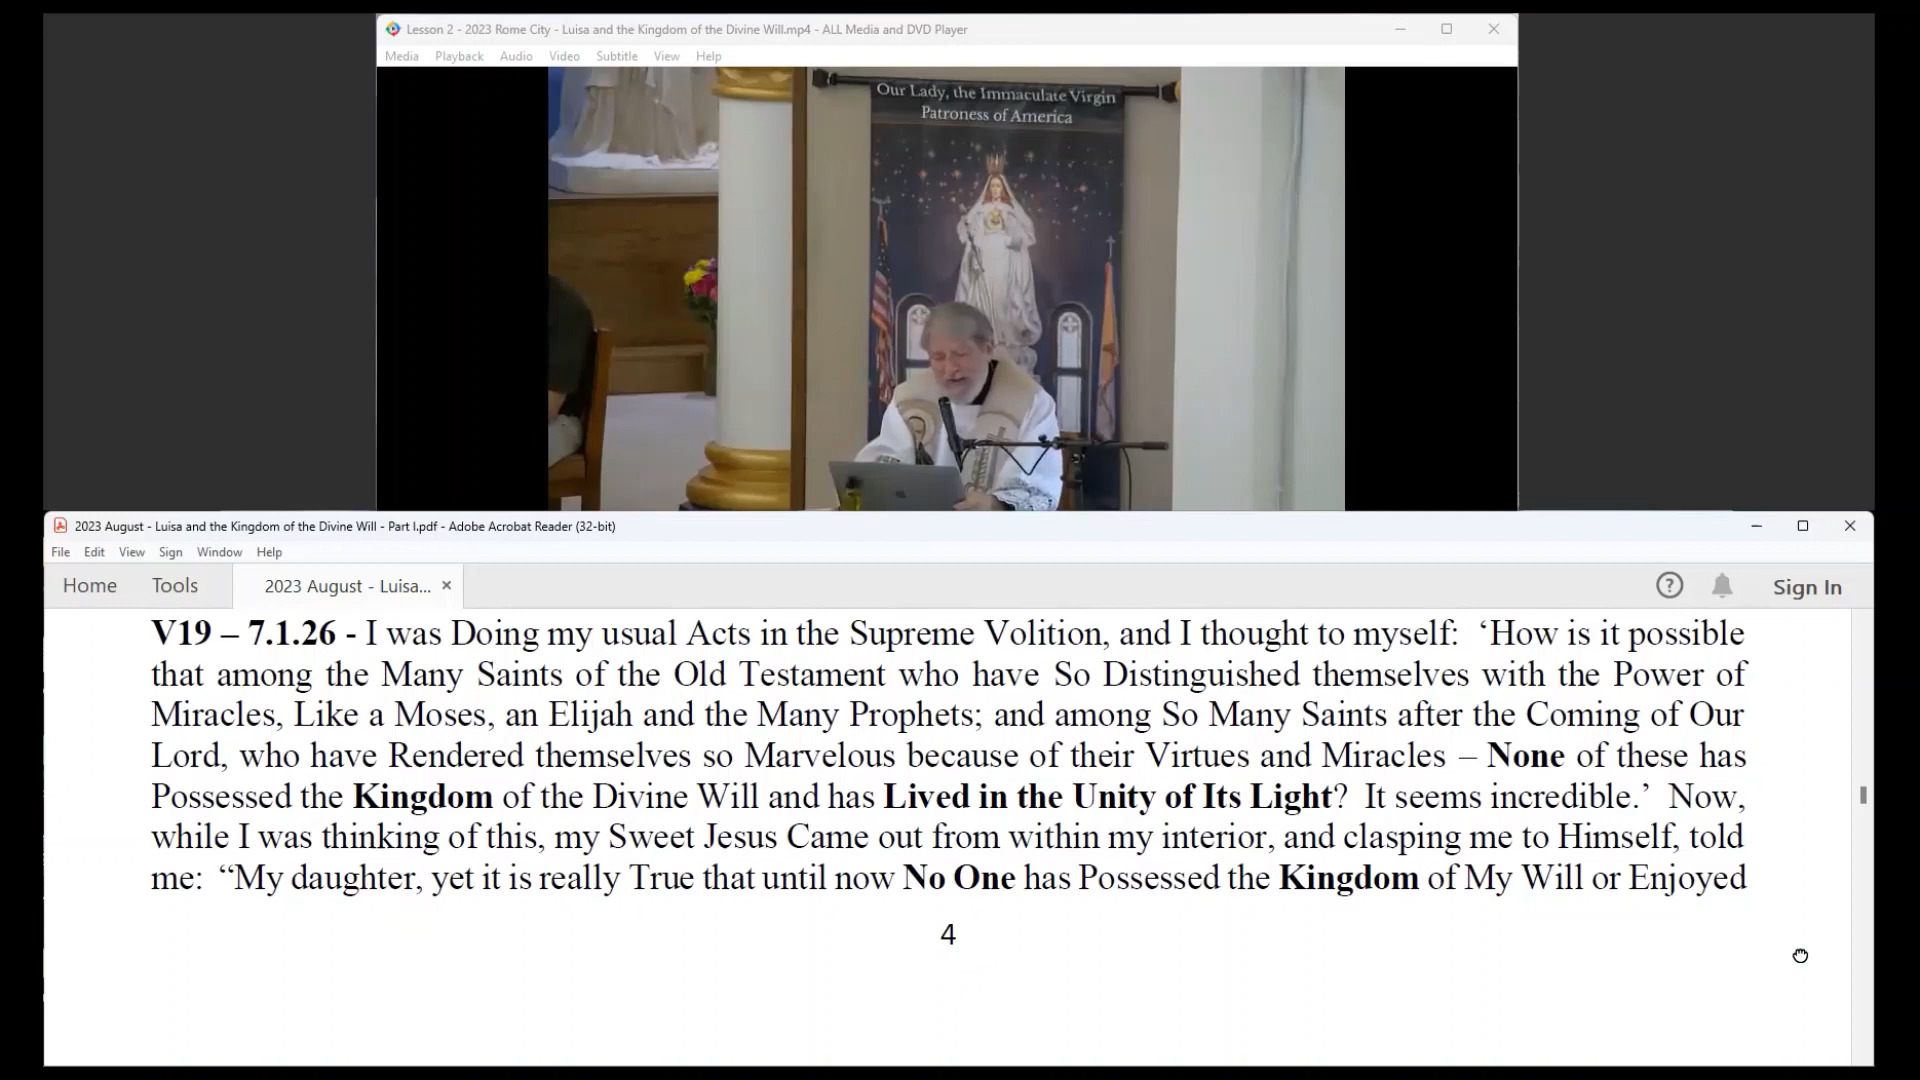 Lesson 2 - 2023 Rome City - Luisa and the Kingdom of the Divine Will.mp4 - ALL Media and DVD Player
Media Playback Audio Video Subtitle View Help
Our Lady, the Immaculate Virgin
Patroness of America
2023 August - Luisa and the Kingdom of the Divine Will - Part I.pdf - Adobe Acrobat Reader (32-bit)
File Edit View Sign Window Help
Home Tools 2023 August - Luisa... × ? Sign In
V19 – 7.1.26 - I was Doing my usual Acts in the Supreme Volition, and I thought to myself: ‘How is it possible
that among the Many Saints of the Old Testament who have So Distinguished themselves with the Power of
Miracles, Like a Moses, an Elijah and the Many Prophets; and among So Many Saints after the Coming of Our
Lord, who have Rendered themselves so Marvelous because of their Virtues and Miracles – None of these has
Possessed the Kingdom of the Divine Will and has Lived in the Unity of Its Light? It seems incredible.’ Now,
while I was thinking of this, my Sweet Jesus Came out from within my interior, and clasping me to Himself, told
me: “My daughter, yet it is really True that until now No One has Possessed the Kingdom of My Will or Enjoyed
4